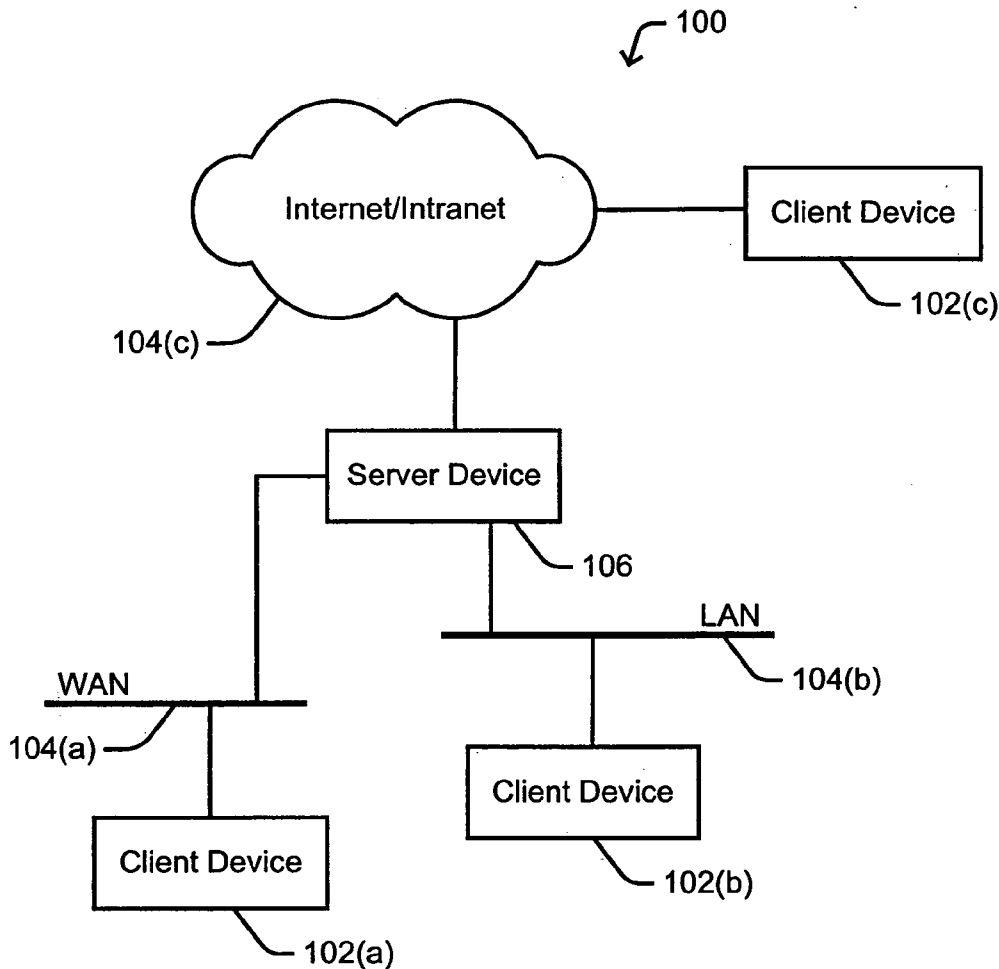 100
Internet/Intranet
Client Device
102(c)
104(c)
Server Device
106
LAN
104(b)
WAN
104(a)
Client Device
102(b)
Client Device
102(a)